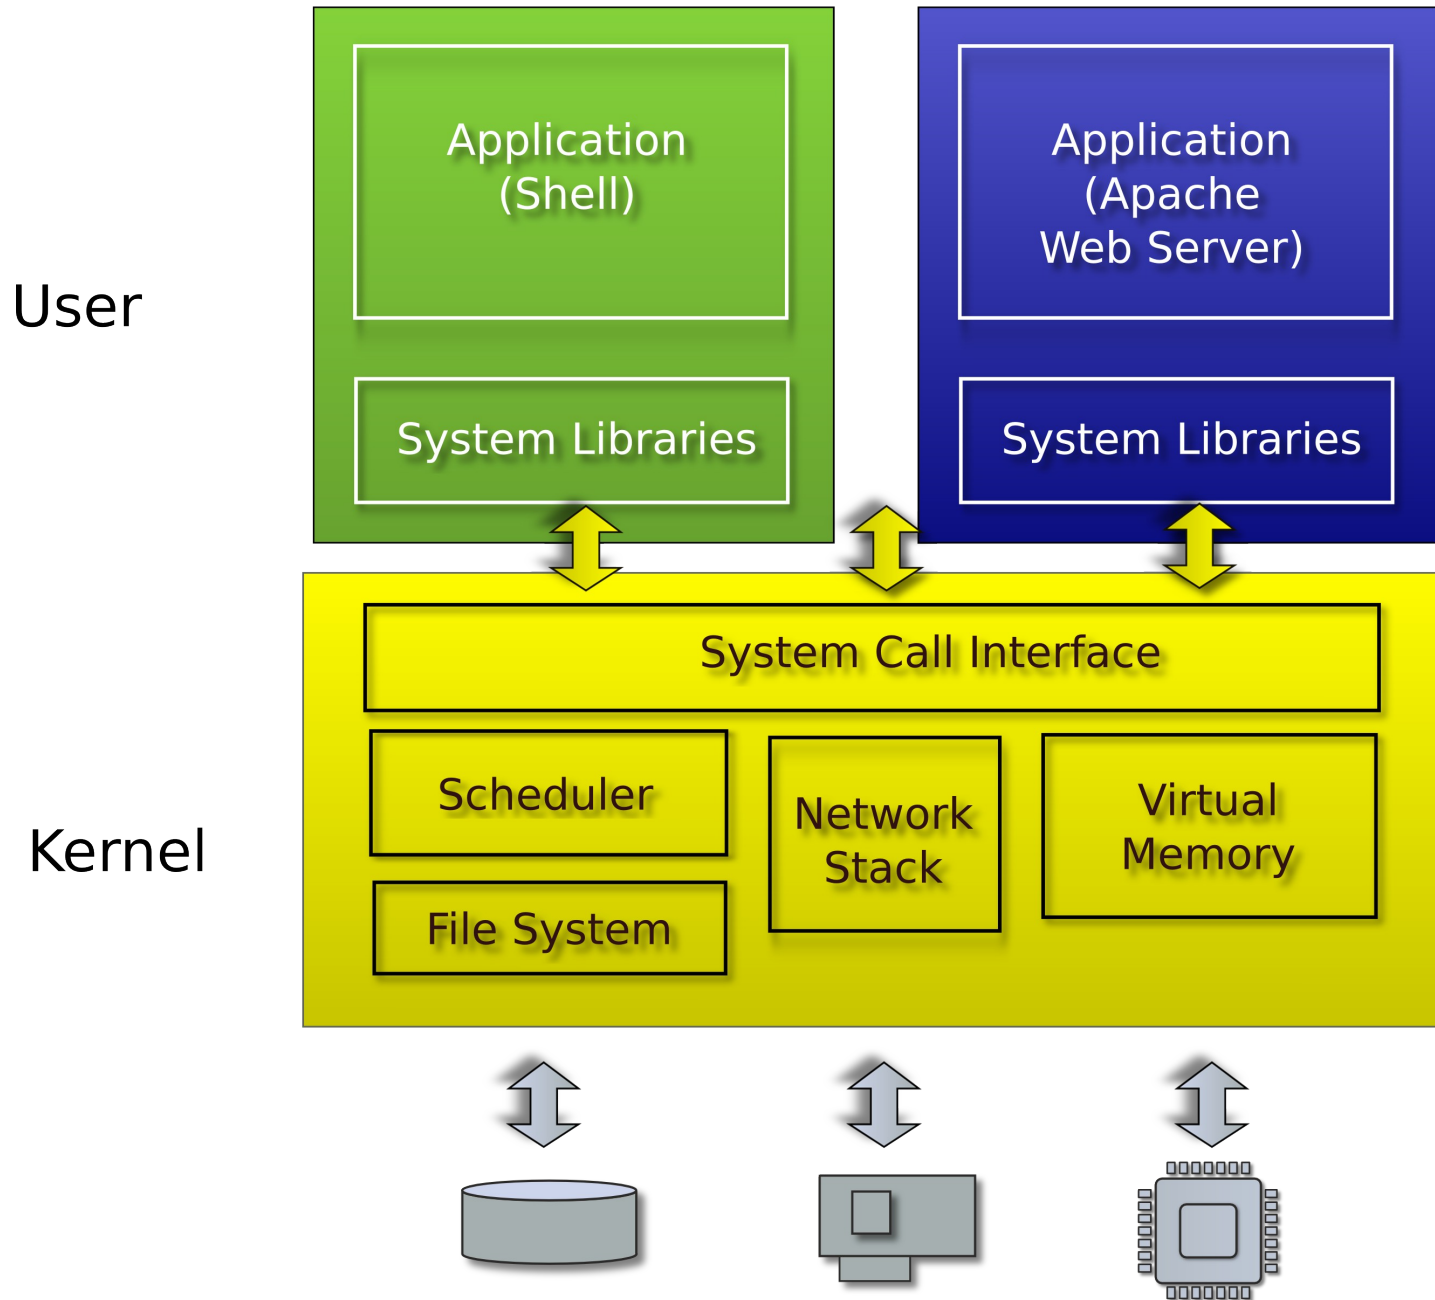 Application
(Shell)
Application
(Apache
Web Server)
User
System Libraries
System Libraries
System Call Interface
Scheduler
Network
Stack
Virtual
Memory
Kernel
File System